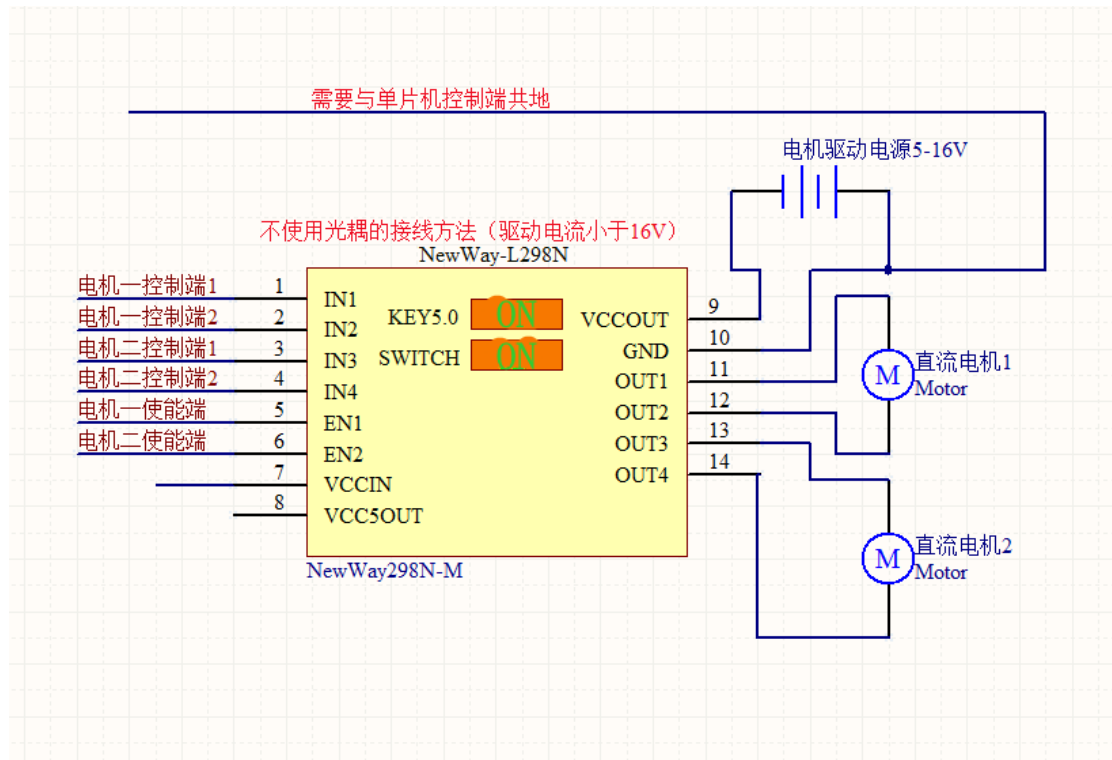 需要与单片机控制端共地
电机驱动电源5-16V
不使用光耦的接线方法（驱动电流小于16V）
NewWay-L298N
电机一控制端1 1 IN1
电机一控制端2 2 IN2
电机二控制端1 3 IN3
电机二控制端2 4 IN4
电机一使能端 5 EN1
电机二使能端 6 EN2
7 VCCIN
8 VCC5OUT
KEY5.0 ON
SWITCH ON
VCCOUT 9
GND 10
OUT1 11
OUT2 12
OUT3 13
OUT4 14
M 直流电机1
Motor
M 直流电机2
Motor
NewWay298N-M